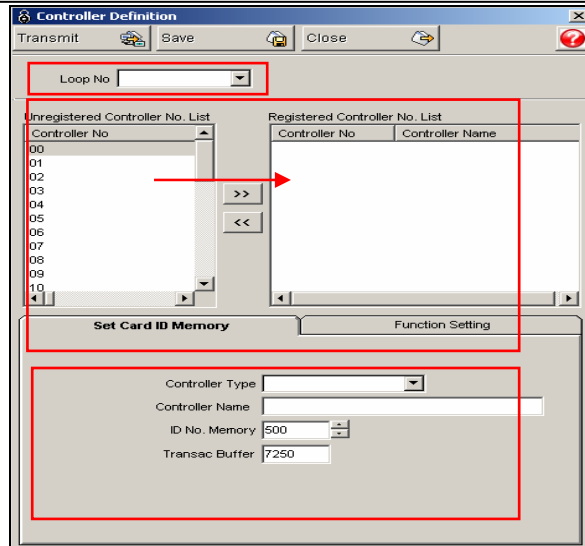 Controller Definition
Transmit Save Close
Loop No
Unregistered Controller No. List Registered Controller No. List
Controller No Controller No Controller Name
00
01
02
03
04
05
06
07
08
09
10
>>
<<
Set Card ID Memory Function Setting
Controller Type
Controller Name
ID No. Memory 500
Transac Buffer 7250